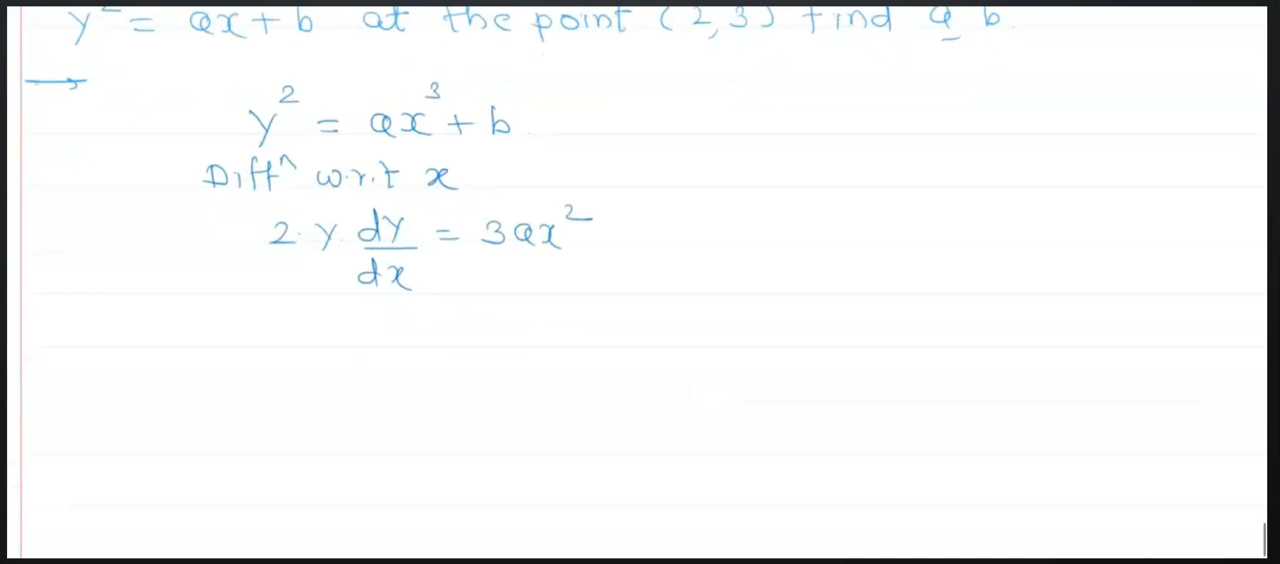 y² = ax + b at the point (2,3) find a b.
→
y² = ax³ + b
Diffⁿ w.r.t x
2·y·dy/dx = 3ax²